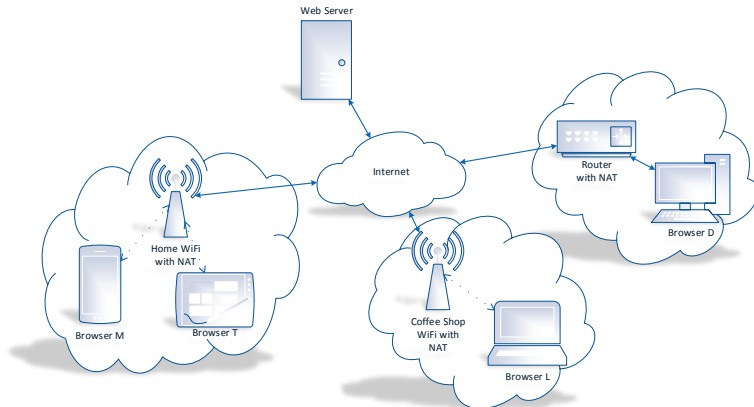 Web Server
Internet
Router
with NAT
Browser D
Home WiFi
with NAT
Browser M
Browser T
Coffee Shop
WiFi with
NAT
Browser L